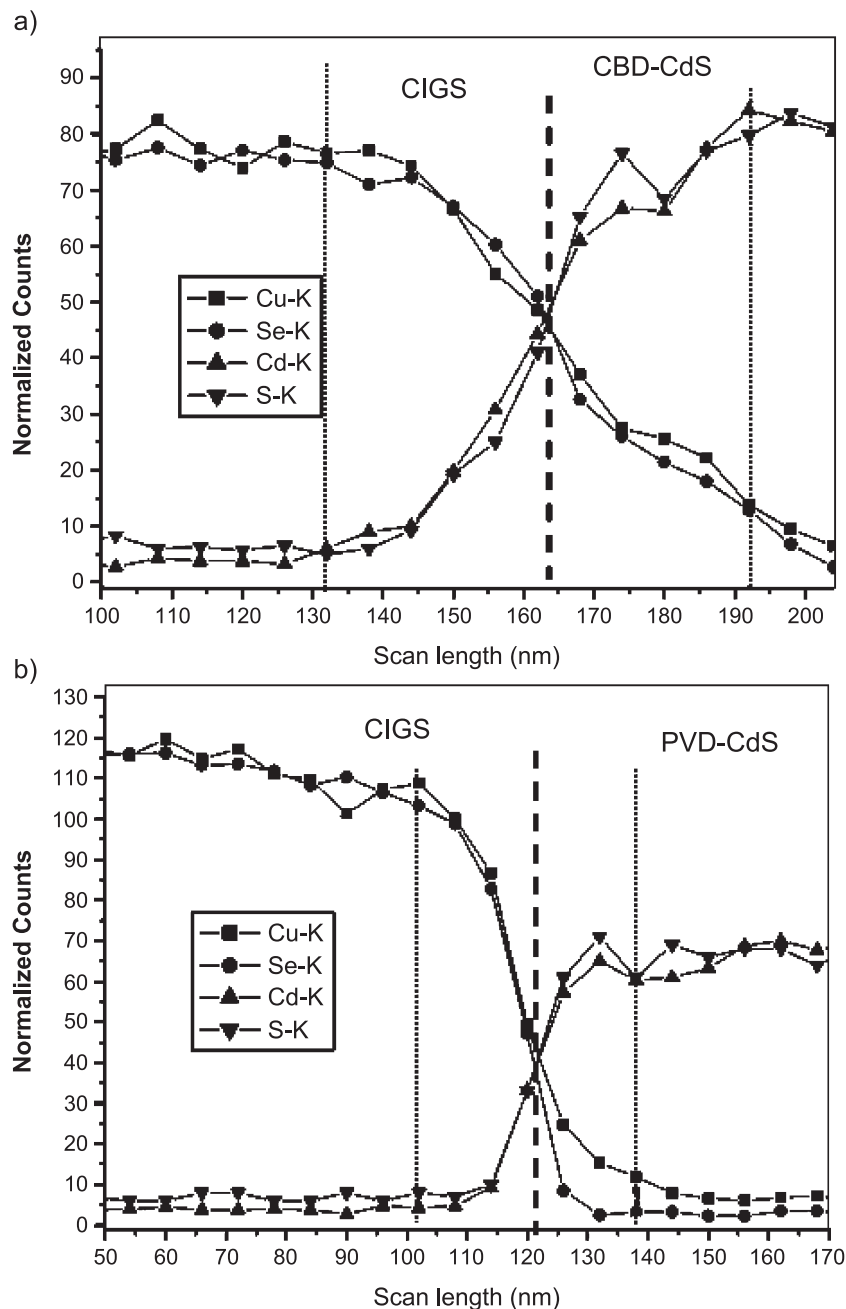 a)
CIGS
CBD-CdS
90
80
70
60
50
40
30
20
10
0
Normalized Counts
Cu-K
Se-K
Cd-K
S-K
100 110 120 130 140 150 160 170 180 190 200
Scan length (nm)
b)
CIGS
PVD-CdS
130
120
110
100
90
80
70
60
50
40
30
20
10
0
Normalized Counts
Cu-K
Se-K
Cd-K
S-K
50 60 70 80 90 100 110 120 130 140 150 160 170
Scan length (nm)